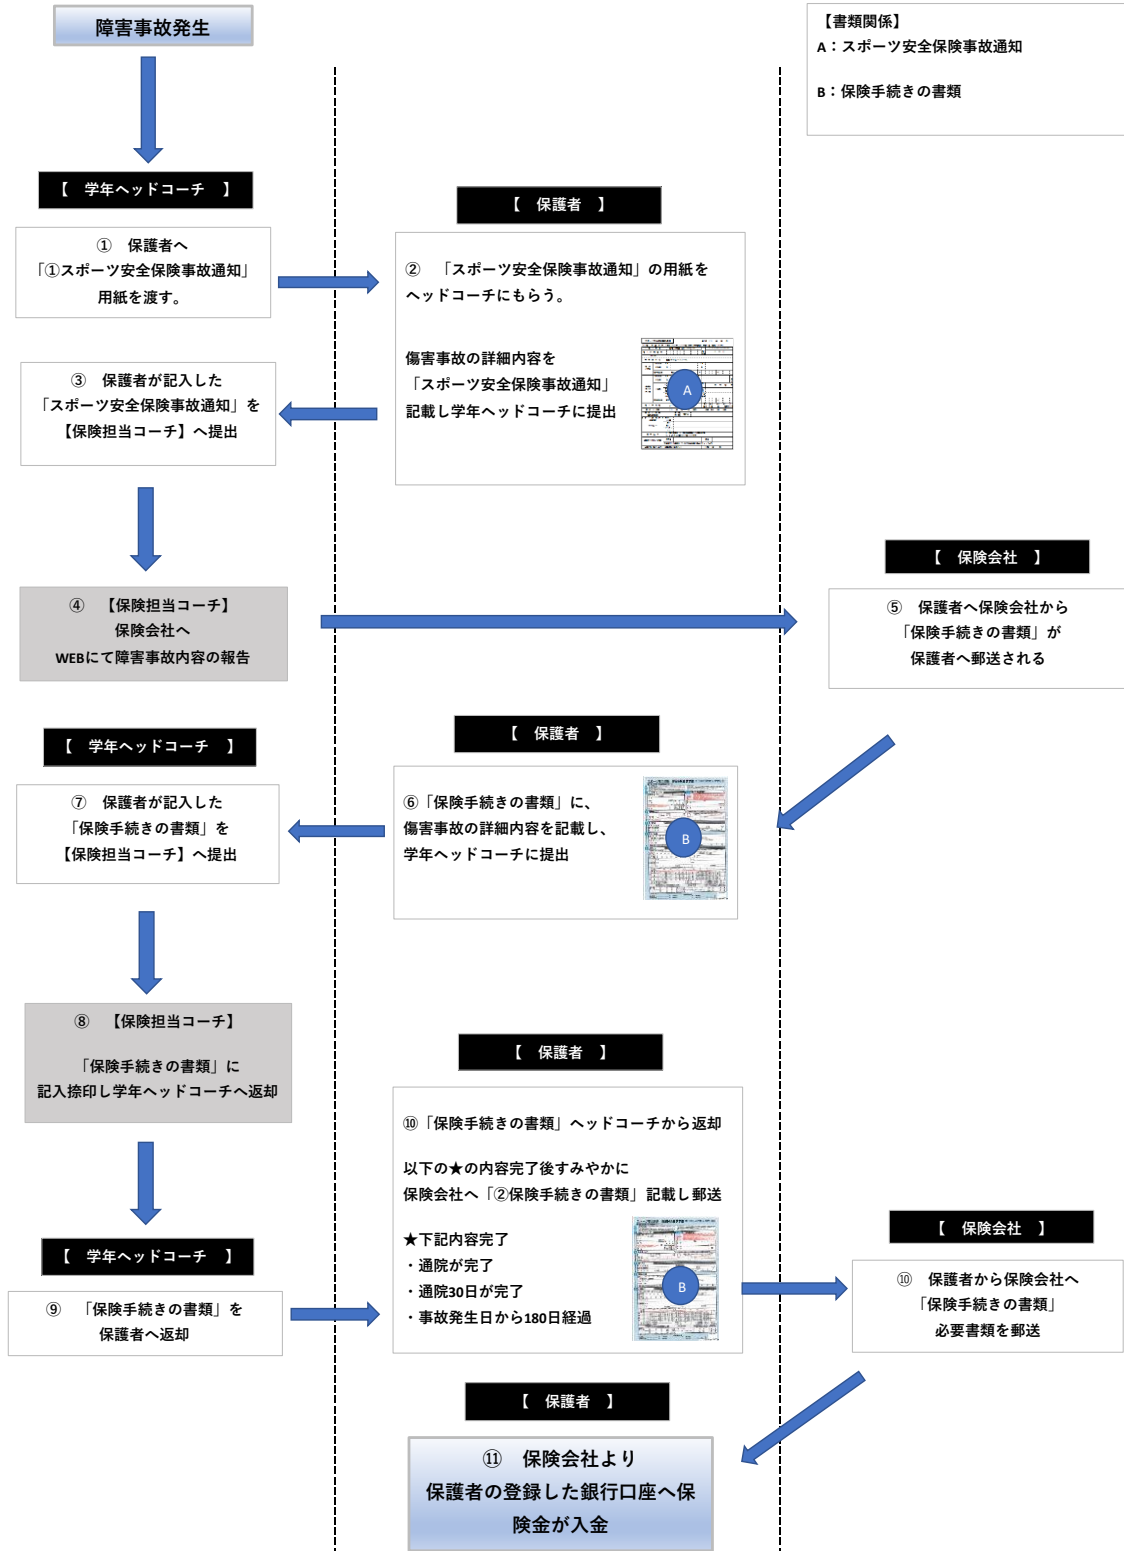 障害事故発生
【書類関係】
A：スポーツ安全保険事故通知
B：保険手続きの書類
【　学年ヘッドコーチ　】
①　保護者へ
「①スポーツ安全保険事故通知」
用紙を渡す。
【　保護者　】
②　「スポーツ安全保険事故通知」の用紙を
ヘッドコーチにもらう。
傷害事故の詳細内容を
「スポーツ安全保険事故通知」
記載し学年ヘッドコーチに提出
A
③　保護者が記入した
「スポーツ安全保険事故通知」を
【保険担当コーチ】へ提出
④　【保険担当コーチ】
保険会社へ
WEBにて障害事故内容の報告
【　保険会社　】
⑤　保護者へ保険会社から
「保険手続きの書類」が
保護者へ郵送される
【　保護者　】
⑥「保険手続きの書類」に、
傷害事故の詳細内容を記載し、
学年ヘッドコーチに提出
B
【　学年ヘッドコーチ　】
⑦　保護者が記入した
「保険手続きの書類」を
【保険担当コーチ】へ提出
⑧　【保険担当コーチ】
「保険手続きの書類」に
記入捺印し学年ヘッドコーチへ返却
【　学年ヘッドコーチ　】
⑨　「保険手続きの書類」を
保護者へ返却
【　保護者　】
⑩「保険手続きの書類」ヘッドコーチから返却
以下の★の内容完了後すみやかに
保険会社へ「②保険手続きの書類」記載し郵送
★下記内容完了
・通院が完了
・通院30日が完了
・事故発生日から180日経過
B
【　保険会社　】
⑩　保護者から保険会社へ
「保険手続きの書類」
必要書類を郵送
【　保護者　】
⑪　保険会社より
保護者の登録した銀行口座へ保
険金が入金